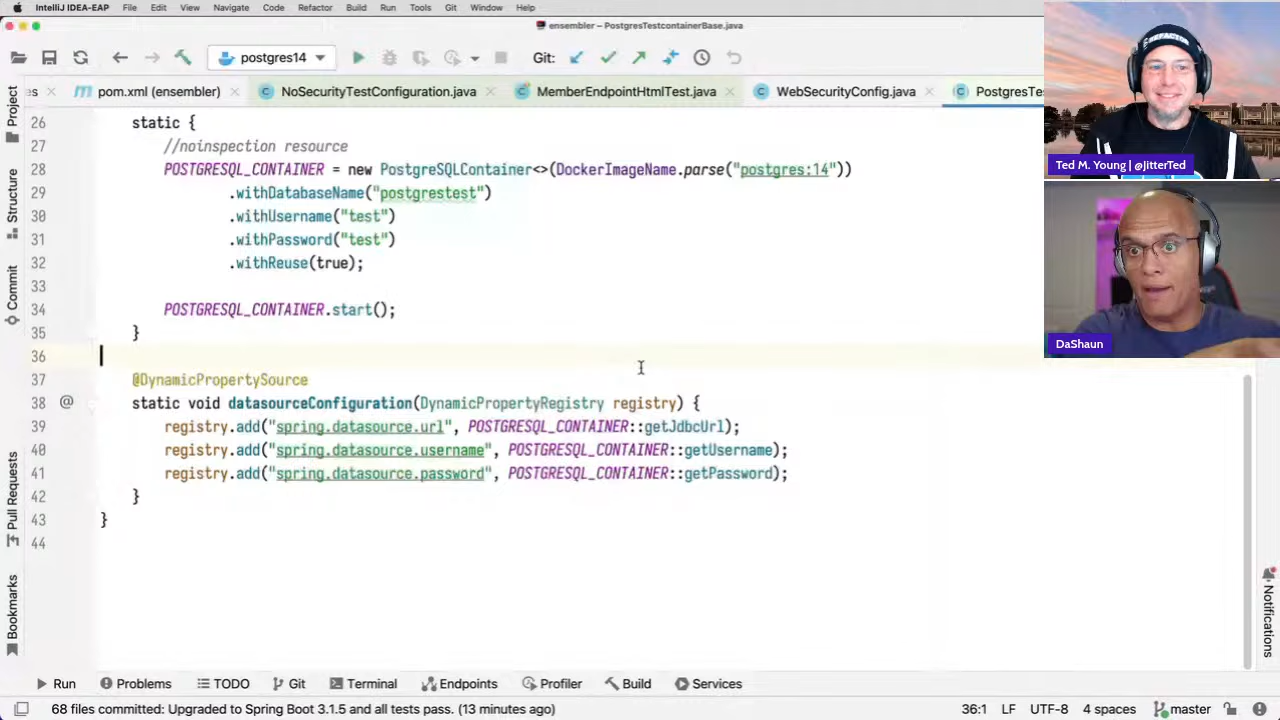 IntelliJ IDEA-EAP File Edit View Navigate Code Refactor Build Run Tools Git Window Help
ensembler – PostgresTestcontainerBase.java
postgres14 Git:
es pom.xml (ensembler) NoSecurityTestConfiguration.java MemberEndpointHtmlTest.java WebSecurityConfig.java PostgresTes
REFACTOR
Ted M. Young | @JitterTed
DaShaun
Project
Structure
Commit
Pull Requests
Bookmarks
26 static {
27 //noinspection resource
28 POSTGRESQL_CONTAINER = new PostgreSQLContainer<>(DockerImageName.parse("postgres:14"))
29 .withDatabaseName("postgrestest")
30 .withUsername("test")
31 .withPassword("test")
32 .withReuse(true);
33
34 POSTGRESQL_CONTAINER.start();
35 }
36
37 @DynamicPropertySource
38 static void datasourceConfiguration(DynamicPropertyRegistry registry) {
39 registry.add("spring.datasource.url", POSTGRESQL_CONTAINER::getJdbcUrl);
40 registry.add("spring.datasource.username", POSTGRESQL_CONTAINER::getUsername);
41 registry.add("spring.datasource.password", POSTGRESQL_CONTAINER::getPassword);
42 }
43 }
44
Notifications
Run Problems TODO Git Terminal Endpoints Profiler Build Services
68 files committed: Upgraded to Spring Boot 3.1.5 and all tests pass. (13 minutes ago) 36:1 LF UTF-8 4 spaces master